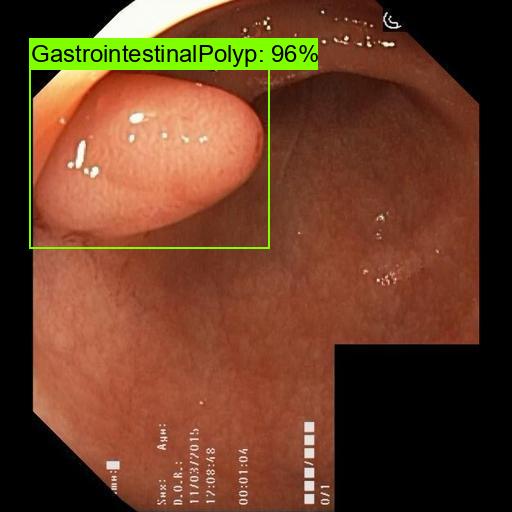 GastrointestinalPolyp: 96%
Sex: Age:
D.O.B.:
11/03/2015
12:08:48
00:01:04
0/1